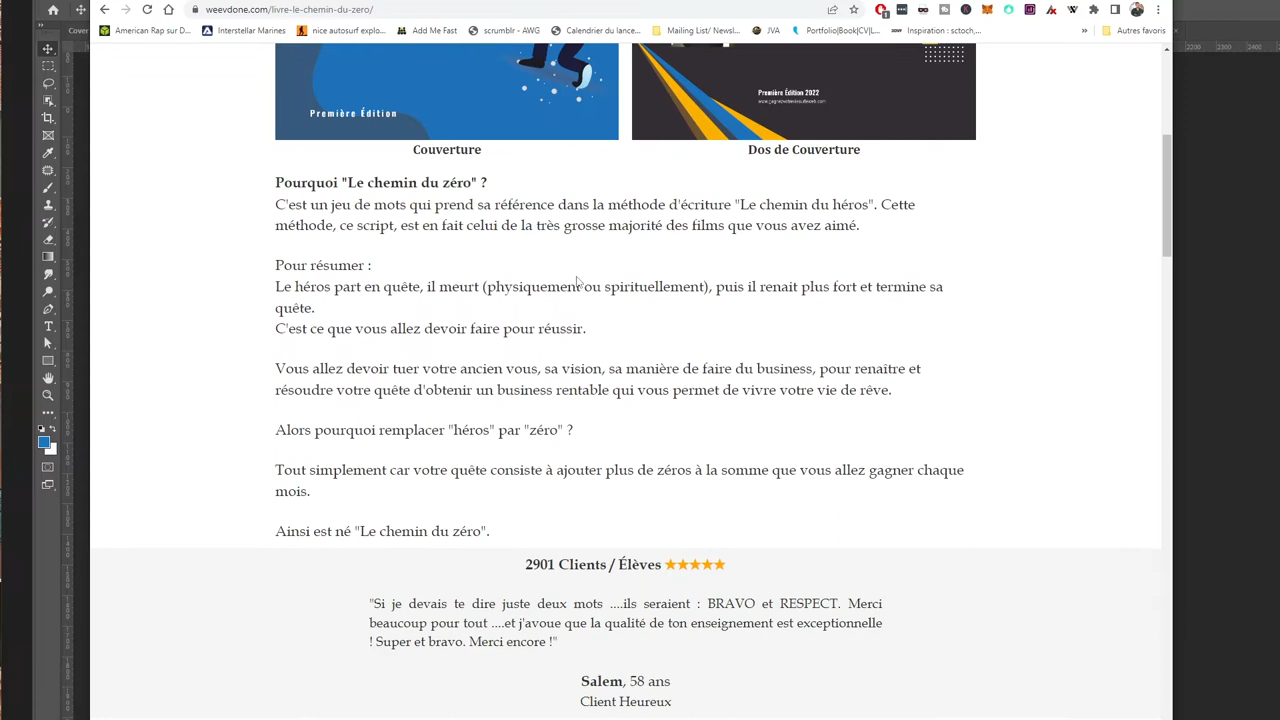 weevdone.com/livre-le-chemin-du-zero/
American Rap sur D...
Interstellar Marines
nice autosurf explo...
Add Me Fast
scrumblr - AWG
Calendrier du lance...
Mailing List/ Newsl...
JVA
Portfolio|Book|CV|L...
Inspiration : sctoch,...
Autres favoris
Cover
2200
2300
2400
Première Édition
Première Édition 2022
Couverture
Dos de Couverture
Pourquoi "Le chemin du zéro" ?
C'est un jeu de mots qui prend sa référence dans la méthode d'écriture "Le chemin du héros". Cette
méthode, ce script, est en fait celui de la très grosse majorité des films que vous avez aimé.
Pour résumer :
Le héros part en quête, il meurt (physiquement ou spirituellement), puis il renait plus fort et termine sa
quête.
C'est ce que vous allez devoir faire pour réussir.
Vous allez devoir tuer votre ancien vous, sa vision, sa manière de faire du business, pour renaître et
résoudre votre quête d'obtenir un business rentable qui vous permet de vivre votre vie de rêve.
Alors pourquoi remplacer "héros" par "zéro" ?
Tout simplement car votre quête consiste à ajouter plus de zéros à la somme que vous allez gagner chaque
mois.
Ainsi est né "Le chemin du zéro".
2901 Clients / Élèves ★★★★★
"Si je devais te dire juste deux mots ....ils seraient : BRAVO et RESPECT. Merci
beaucoup pour tout ....et j'avoue que la qualité de ton enseignement est exceptionnelle
! Super et bravo. Merci encore !"
Salem, 58 ans
Client Heureux